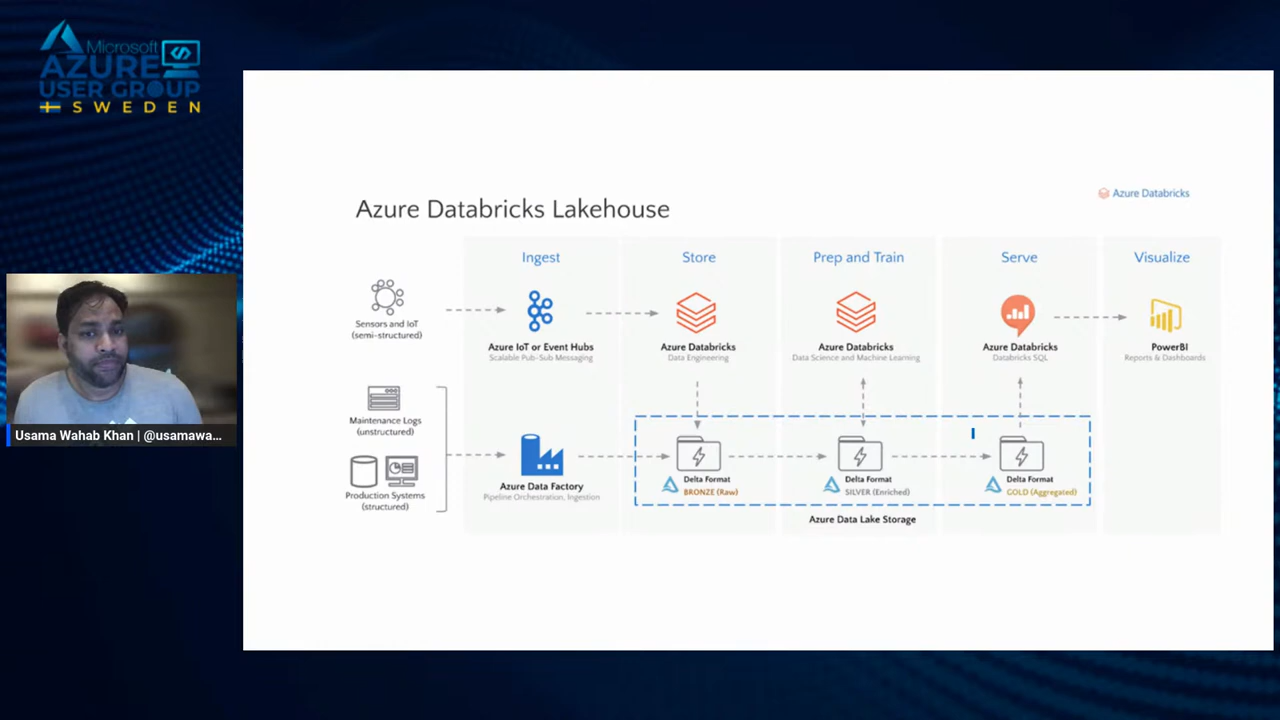 Microsoft
AZURE
USER GROUP
SWEDEN
Usama Wahab Khan | @usamawa...
Azure Databricks Lakehouse
Azure Databricks
Ingest
Store
Prep and Train
Serve
Visualize
Sensors and IoT
(semi-structured)
Azure IoT or Event Hubs
Scalable Pub-Sub Messaging
Azure Databricks
Data Engineering
Azure Databricks
Data Science and Machine Learning
Azure Databricks
Databricks SQL
PowerBI
Reports & Dashboards
Maintenance Logs
(unstructured)
Production Systems
(structured)
Azure Data Factory
Pipeline Orchestration, Ingestion
Delta Format
BRONZE (Raw)
Delta Format
SILVER (Enriched)
Delta Format
GOLD (Aggregated)
Azure Data Lake Storage